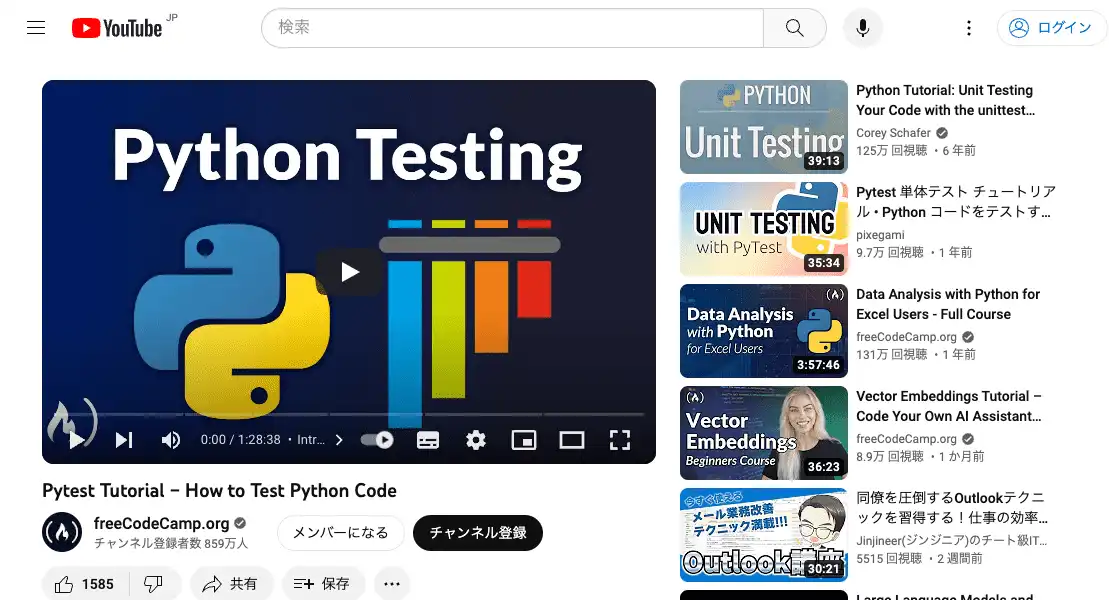 YouTube JP
検索
ログイン
Python Testing
0:00 / 1:28:38 • Intr...
Pytest Tutorial – How to Test Python Code
freeCodeCamp.org
チャンネル登録者数 859万人
メンバーになる
チャンネル登録
1585
共有
保存
PYTHON
Unit Testing
39:13
Python Tutorial: Unit Testing
Your Code with the unittest...
Corey Schafer
125万 回視聴 ・6 年前
UNIT TESTING
with PyTest
35:34
Pytest 単体テスト チュートリア
ル • Python コードをテストす...
pixegami
9.7万 回視聴 ・1 年前
Data Analysis
with Python
for Excel Users
3:57:46
Data Analysis with Python for
Excel Users - Full Course
freeCodeCamp.org
131万 回視聴 ・1 年前
Vector
Embeddings
Beginners Course
36:23
Vector Embeddings Tutorial –
Code Your Own AI Assistant...
freeCodeCamp.org
8.9万 回視聴 ・1 か月前
今すぐ使える
メール業務改善
テクニック満載!!!
Outlook講座
30:21
同僚を圧倒するOutlookテクニ
ックを習得する！仕事の効率...
Jinjineer(ジンジニア)のチート級IT...
5515 回視聴 ・2 週間前
Large Language Models and